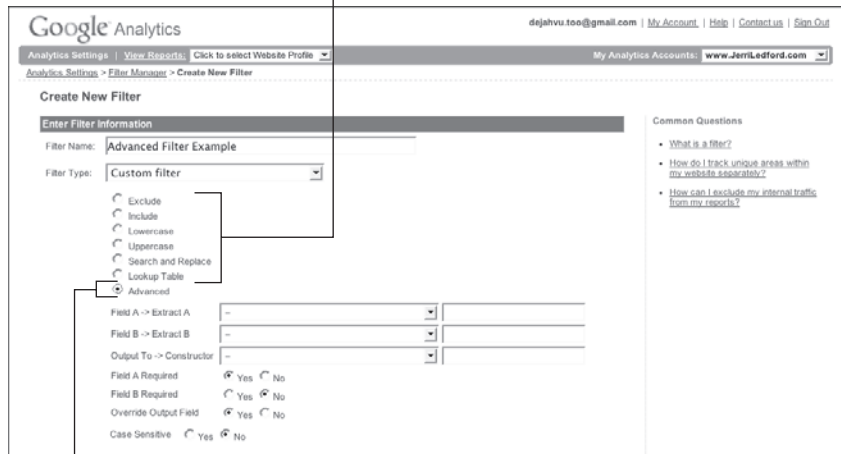 Google Analytics
dejahvu.too@gmail.com | My Account | Help | Contact us | Sign Out
Analytics Settings | View Reports: Click to select Website Profile
My Analytics Accounts: www.JerriLedford.com
Analytics Settings > Filter Manager > Create New Filter
Create New Filter
Enter Filter Information
Filter Name: Advanced Filter Example
Filter Type: Custom filter
Exclude
Include
Lowercase
Uppercase
Search and Replace
Lookup Table
Advanced
Field A -> Extract A –
Field B -> Extract B –
Output To -> Constructor –
Field A Required Yes No
Field B Required Yes No
Override Output Field Yes No
Case Sensitive Yes No
Common Questions
• What is a filter?
• How do I track unique areas within
my website separately?
• How can I exclude my internal traffic
from my reports?